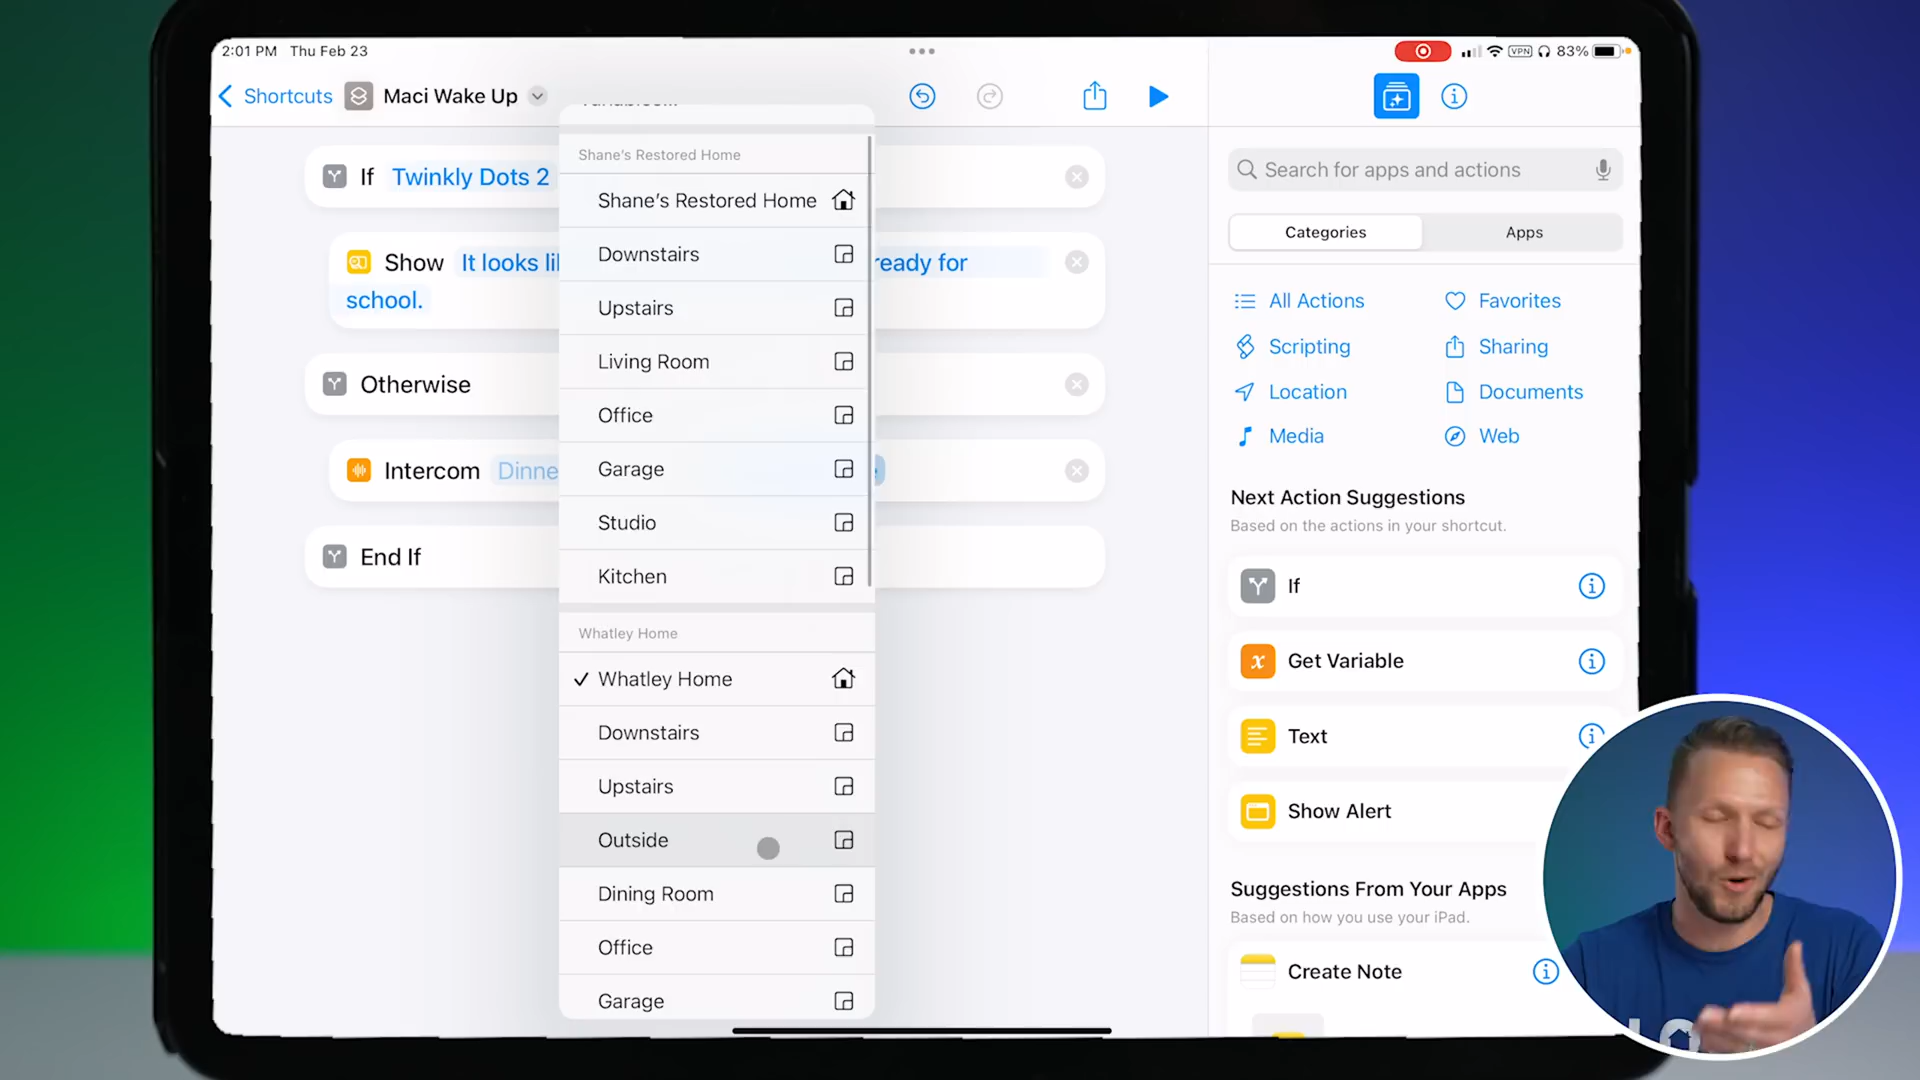 2:01 PM Thu Feb 23
VPN 83%
Shortcuts Maci Wake Up
If Twinkly Dots 2
Show It looks ready for
school.
Otherwise
Intercom Dinne
End If
Shane's Restored Home
Shane's Restored Home
Downstairs
Upstairs
Living Room
Office
Garage
Studio
Kitchen
Whatley Home
Whatley Home
Downstairs
Upstairs
Outside
Dining Room
Office
Garage
Search for apps and actions
Categories Apps
All Actions Favorites
Scripting Sharing
Location Documents
Media Web
Next Action Suggestions
Based on the actions in your shortcut.
If
Get Variable
Text
Show Alert
Suggestions From Your Apps
Based on how you use your iPad.
Create Note